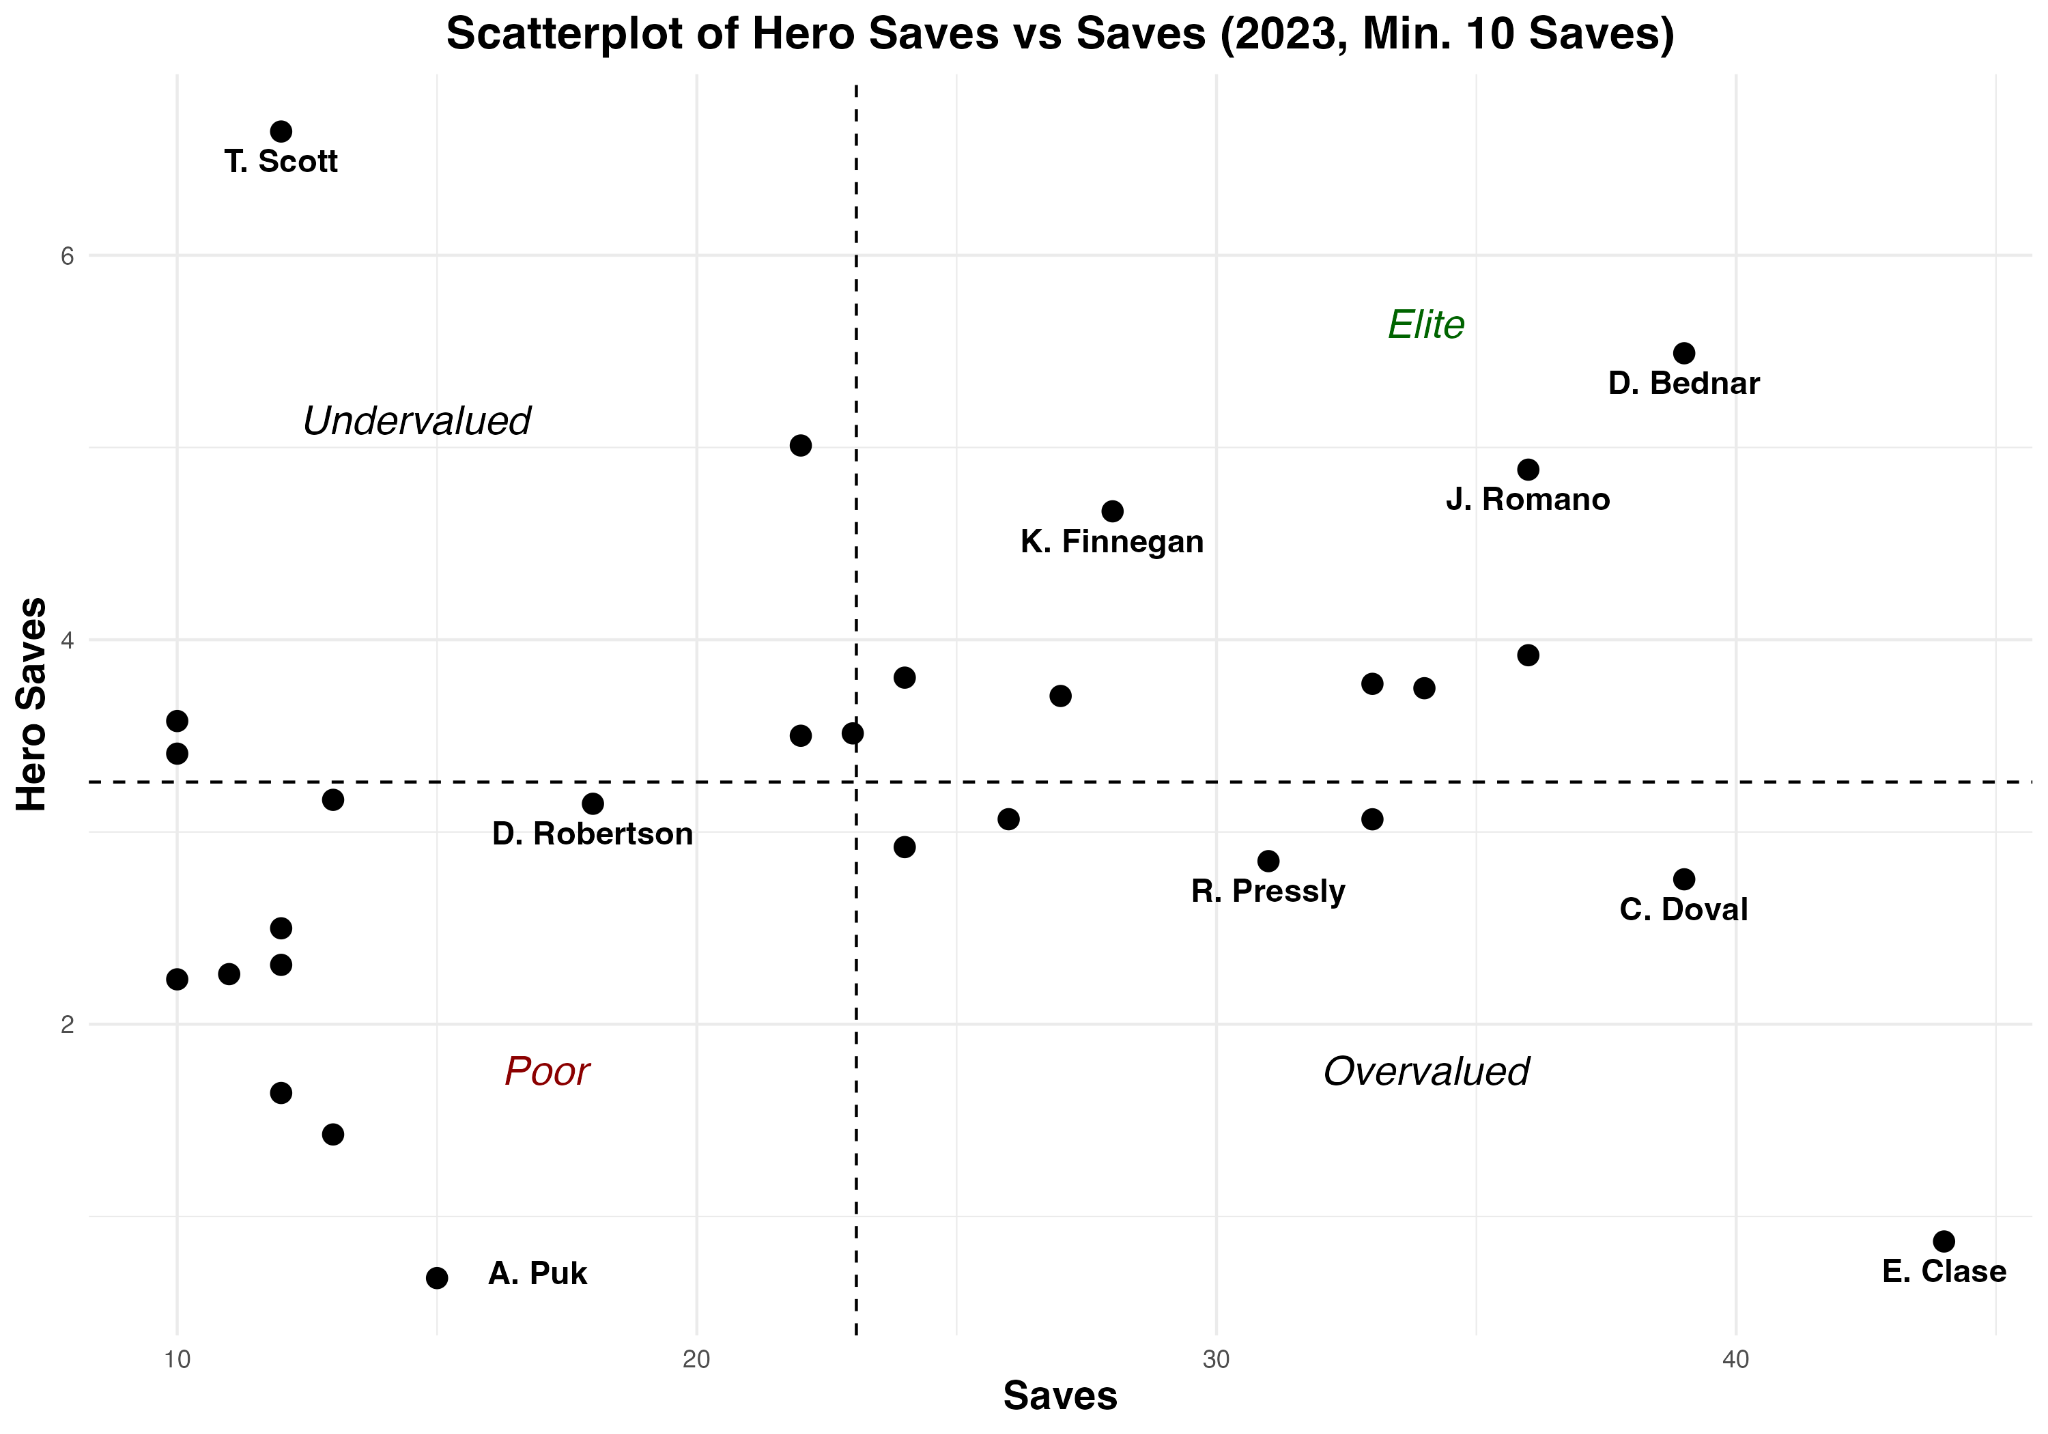 Scatterplot of Hero Saves vs Saves (2023, Min. 10 Saves)
T. Scott
6
Elite
D. Bednar
Undervalued
J. Romano
K. Finnegan
Hero Saves
4
D. Robertson
R. Pressly
C. Doval
2
Poor
Overvalued
A. Puk
E. Clase
10
20
30
40
Saves